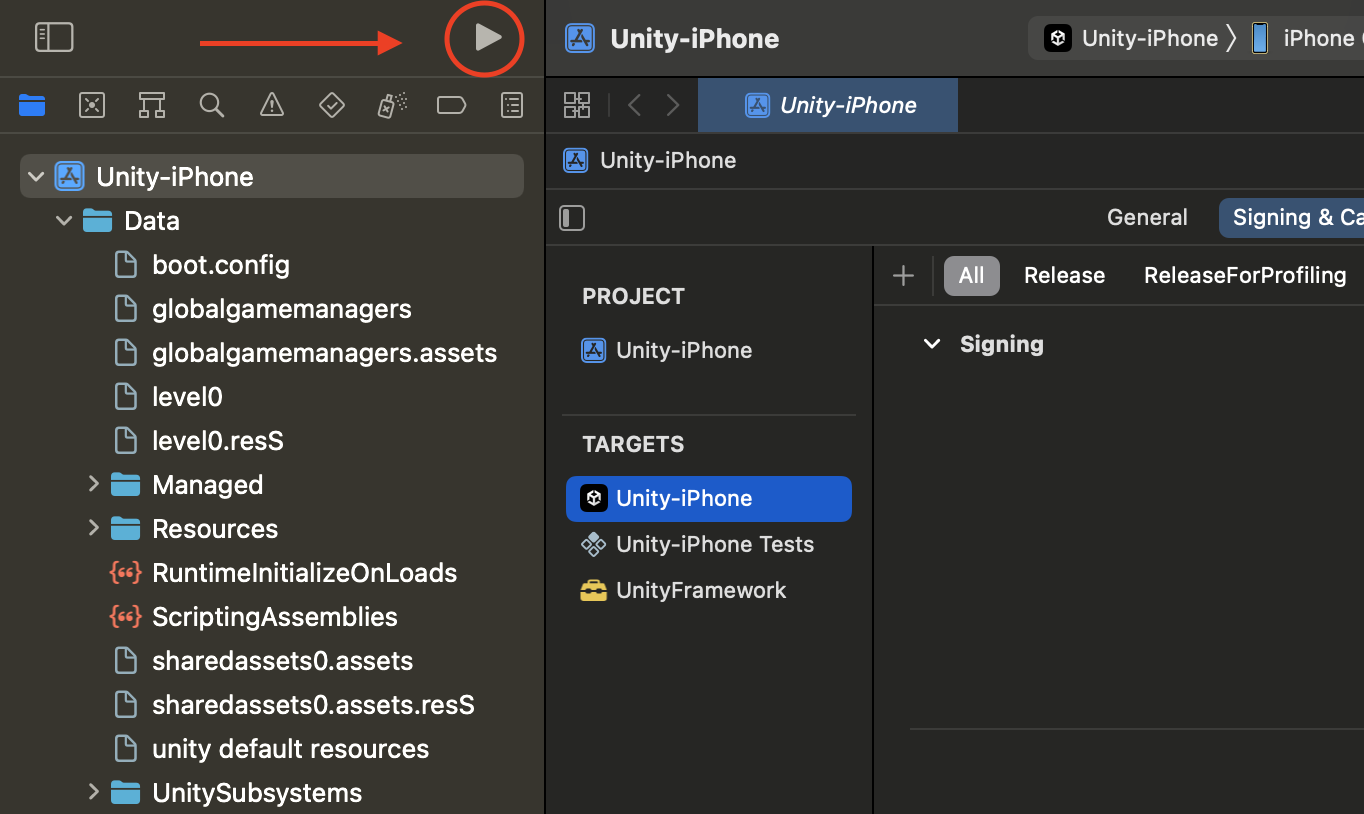 Unity-iPhone
Unity-iPhone
iPhone
Unity-iPhone
Unity-iPhone
Unity-iPhone
Data
boot.config
globalgamemanagers
globalgamemanagers.assets
level0
level0.resS
Managed
Resources
RuntimeInitializeOnLoads
ScriptingAssemblies
sharedassets0.assets
sharedassets0.assets.resS
unity default resources
UnitySubsystems
General
Signing & Ca
PROJECT
Unity-iPhone
TARGETS
Unity-iPhone
Unity-iPhone Tests
UnityFramework
All
Release
ReleaseForProfiling
Signing